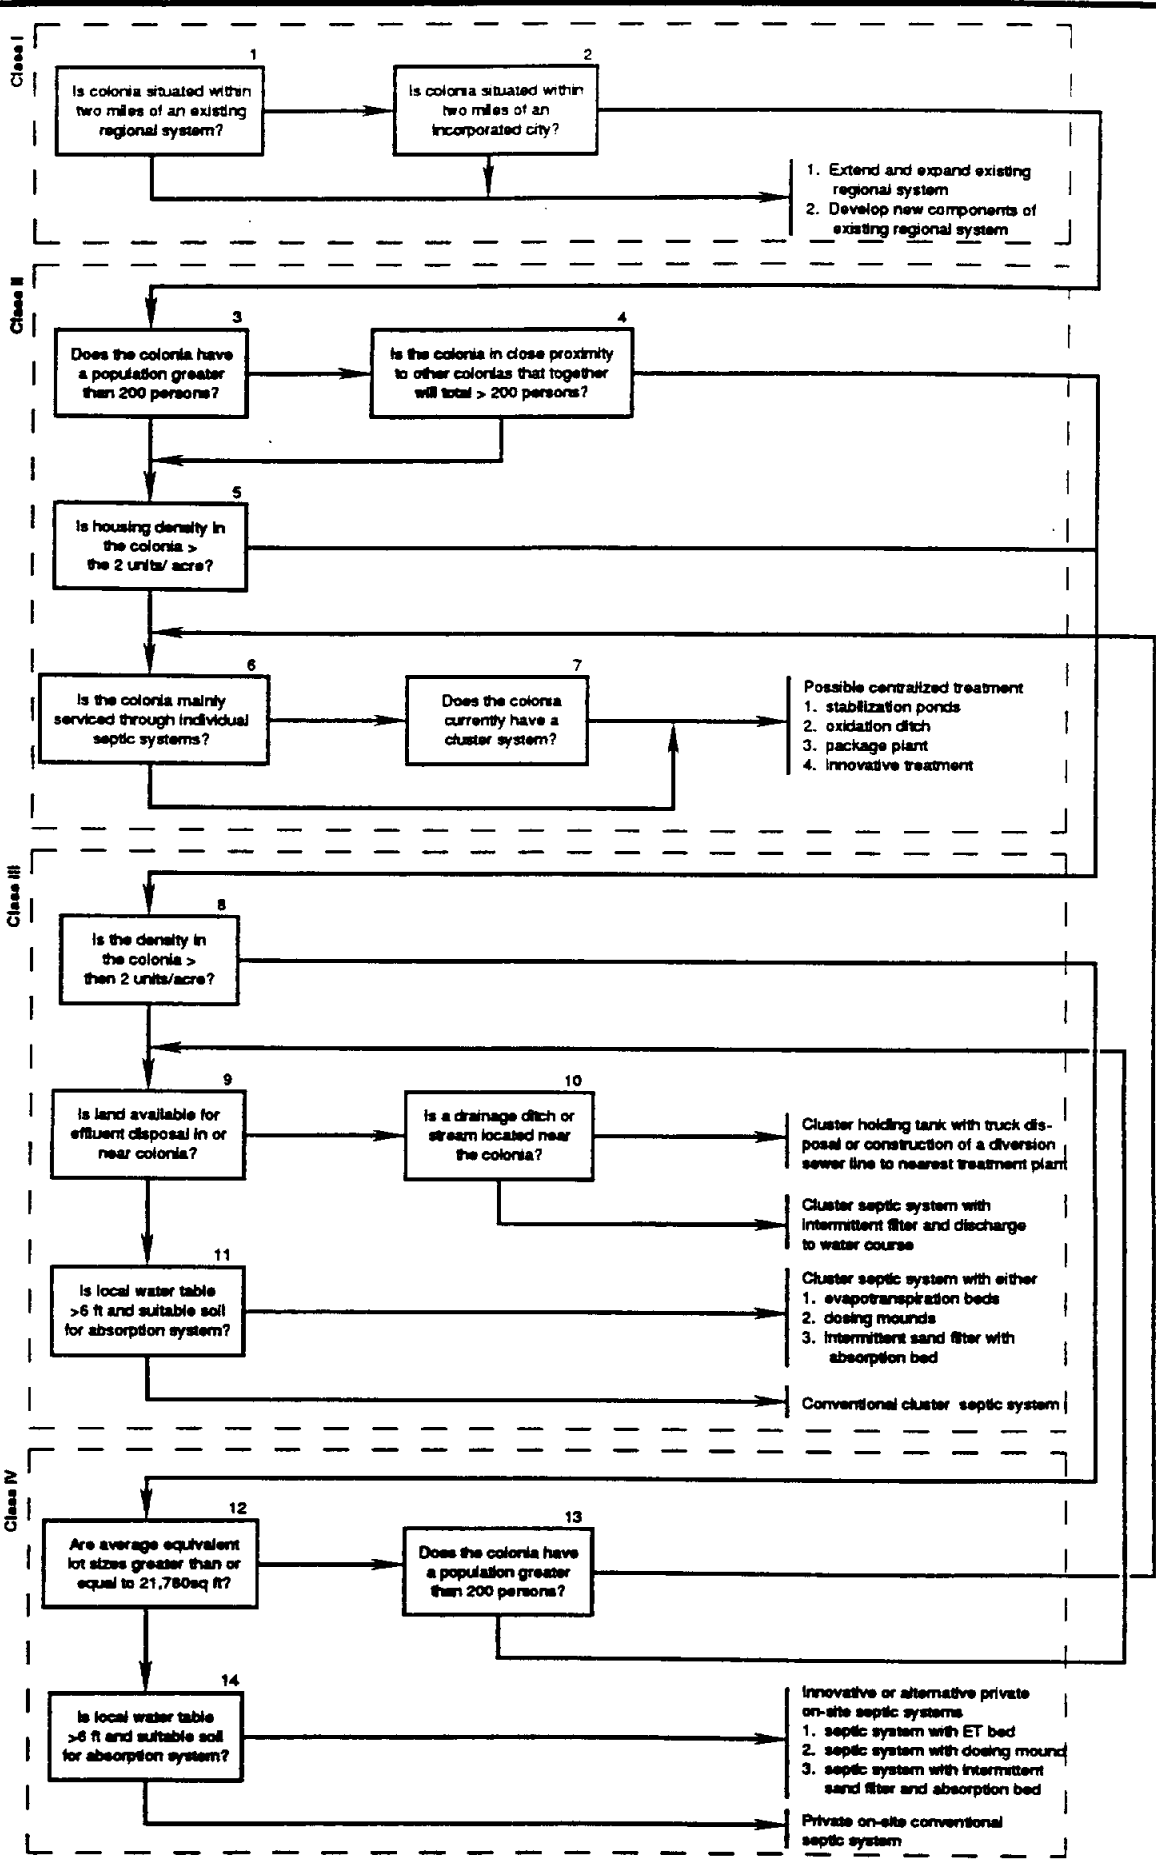 Class I
1
Is colonia situated within
two miles of an existing
regional system?
2
Is colonia situated within
two miles of an
incorporated city?
1. Extend and expand existing
regional system
2. Develop new components of
existing regional system
Class II
3
Does the colonia have
a population greater
than 200 persons?
4
Is the colonia in close proximity
to other colonias that together
will total > 200 persons?
5
Is housing density in
the colonia >
the 2 units/ acre?
6
Is the colonia mainly
serviced through individual
septic systems?
7
Does the colonia
currently have a
cluster system?
Possible centralized treatment
1. stabilization ponds
2. oxidation ditch
3. package plant
4. innovative treatment
Class III
8
Is the density in
the colonia >
then 2 units/acre?
9
Is land available for
effluent disposal in or
near colonia?
10
Is a drainage ditch or
stream located near
the colonia?
Cluster holding tank with truck dis-
posal or construction of a diversion
sewer line to nearest treatment plant
Cluster septic system with
intermittent filter and discharge
to water course
11
Is local water table
>6 ft and suitable soil
for absorption system?
Cluster septic system with either
1. evapotranspiration beds
2. dosing mounds
3. intermittent sand filter with
absorption bed
Conventional cluster septic system
Class IV
12
Are average equivalent
lot sizes greater than or
equal to 21,780sq ft?
13
Does the colonia have
a population greater
than 200 persons?
14
Is local water table
>6 ft and suitable soil
for absorption system?
Innovative or alternative private
on-site septic systems
1. septic system with ET bed
2. septic system with dosing mound
3. septic system with intermittent
sand filter and absorption bed
Private on-site conventional
septic system